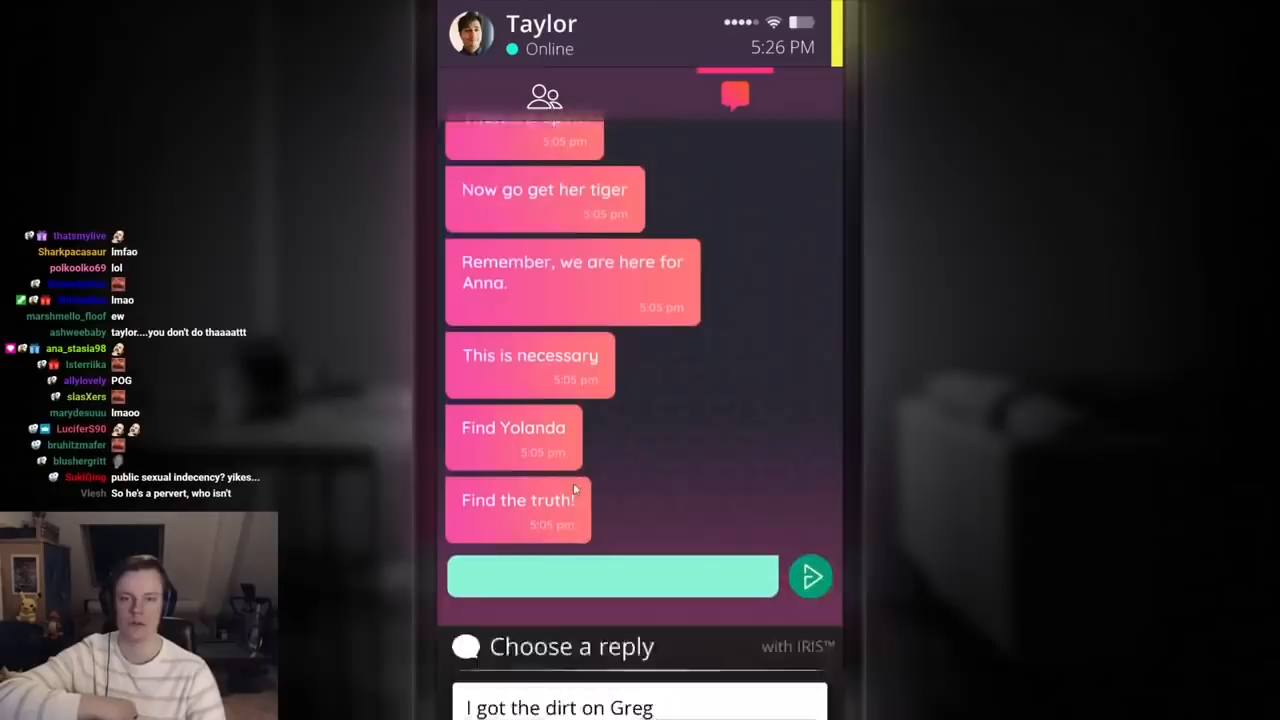 Taylor
Online
5:26 PM
5:05 pm
Now go get her tiger
5:05 pm
Remember, we are here for
Anna.
5:05 pm
This is necessary
5:05 pm
Find Yolanda
5:05 pm
Find the truth!
5:05 pm
Choose a reply
with IRIS™
I got the dirt on Greg
thatsmylive
Sharkpacasaur lmfao
polkoolko69 lol
lmao
marshmello_floof ew
ashweebaby taylor....you don't do thaaaattt
ana_stasia98
Isterriika
allylovely POG
slasXers
marydesuuu lmaoo
LuciferS90
bruhitzmafer
blushergritt
SukiQing public sexual indecency? yikes...
Vlesh So he's a pervert, who isn't